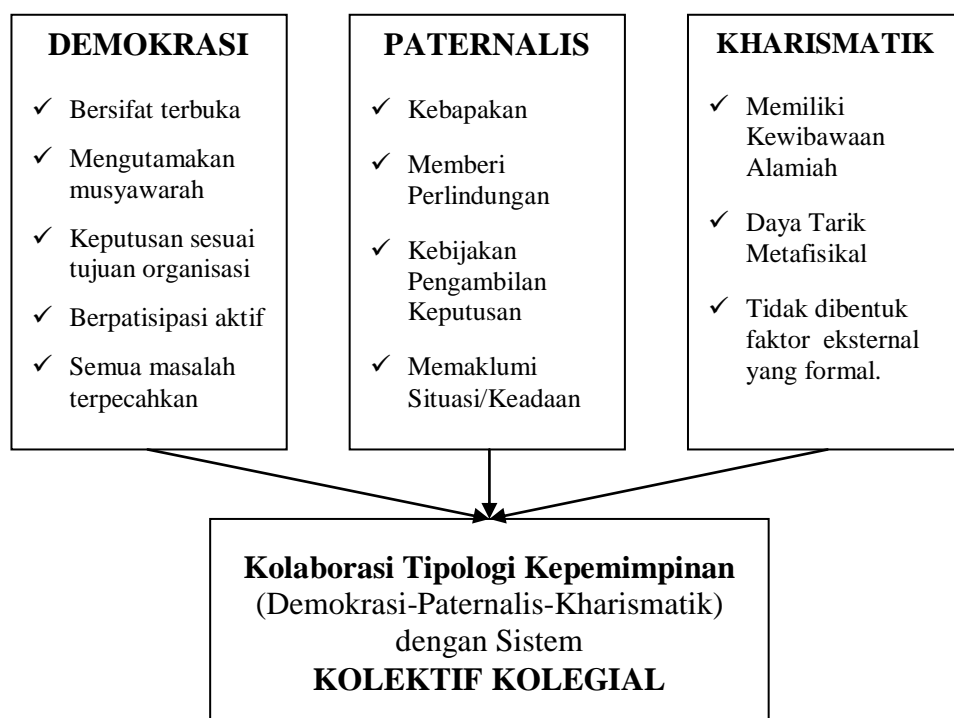 DEMOKRASI
✓ Bersifat terbuka
✓ Mengutamakan
musyawarah
✓ Keputusan sesuai
tujuan organisasi
✓ Berpatisipasi aktif
✓ Semua masalah
terpecahkan
PATERNALIS
✓ Kebapakan
✓ Memberi
Perlindungan
✓ Kebijakan
Pengambilan
Keputusan
✓ Memaklumi
Situasi/Keadaan
KHARISMATIK
✓ Memiliki
Kewibawaan
Alamiah
✓ Daya Tarik
Metafisikal
✓ Tidak dibentuk
faktor eksternal
yang formal.
Kolaborasi Tipologi Kepemimpinan
(Demokrasi-Paternalis-Kharismatik)
dengan Sistem
KOLEKTIF KOLEGIAL